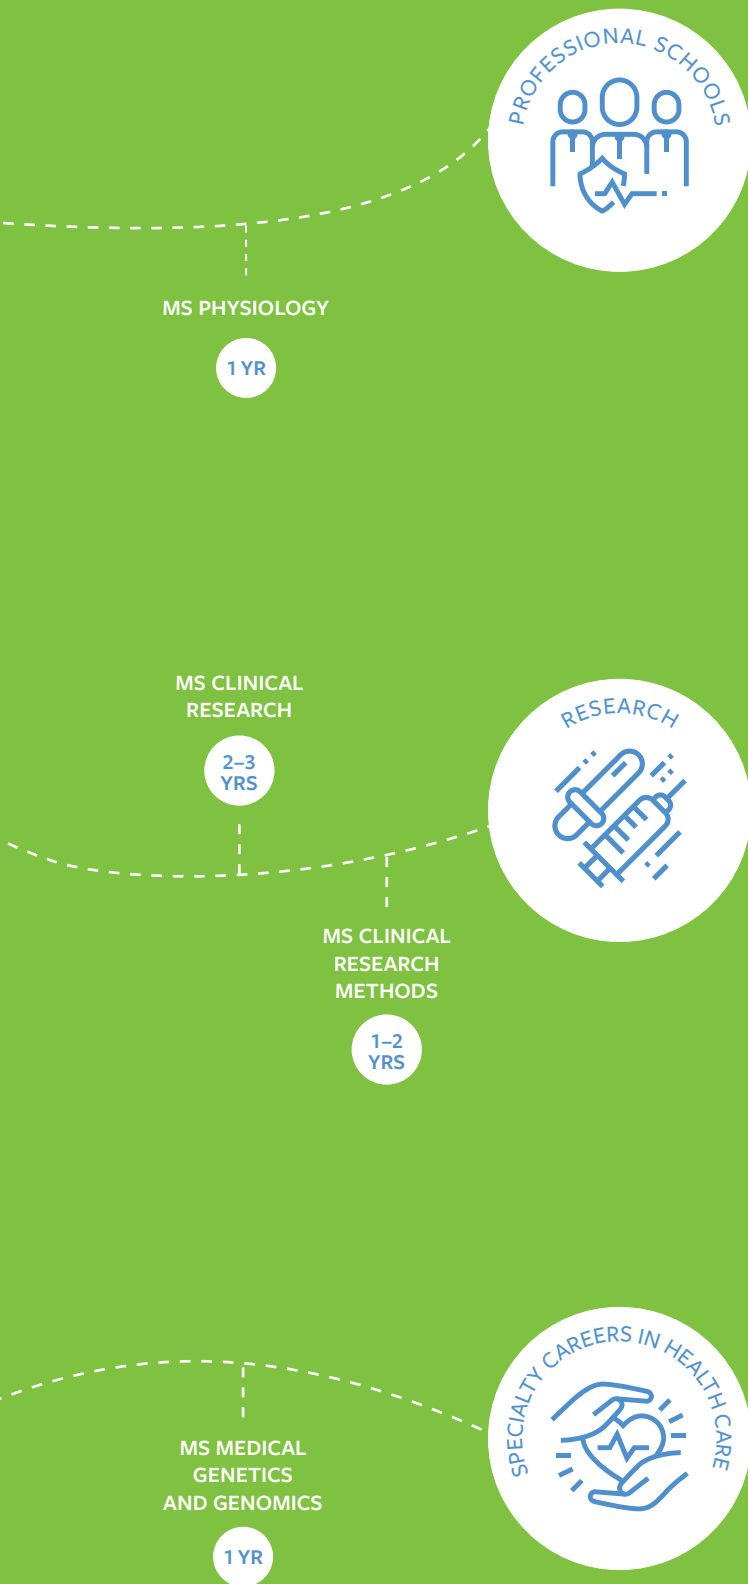 PROFESSIONAL SCHOOLS
MS PHYSIOLOGY
1 YR
MS CLINICAL
RESEARCH
2–3
YRS
RESEARCH
MS CLINICAL
RESEARCH
METHODS
1–2
YRS
SPECIALTY CAREERS IN HEALTH CARE
MS MEDICAL
GENETICS
AND GENOMICS
1 YR